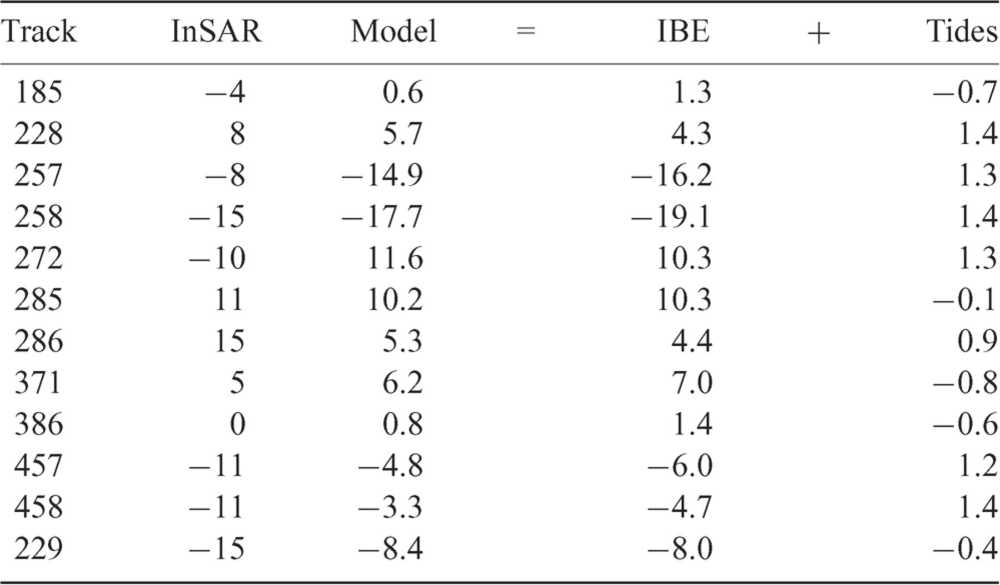 Track InSAR Model = IBE + Tides
185 −4 0.6 1.3 −0.7
228 8 5.7 4.3 1.4
257 −8 −14.9 −16.2 1.3
258 −15 −17.7 −19.1 1.4
272 −10 11.6 10.3 1.3
285 11 10.2 10.3 −0.1
286 15 5.3 4.4 0.9
371 5 6.2 7.0 −0.8
386 0 0.8 1.4 −0.6
457 −11 −4.8 −6.0 1.2
458 −11 −3.3 −4.7 1.4
229 −15 −8.4 −8.0 −0.4